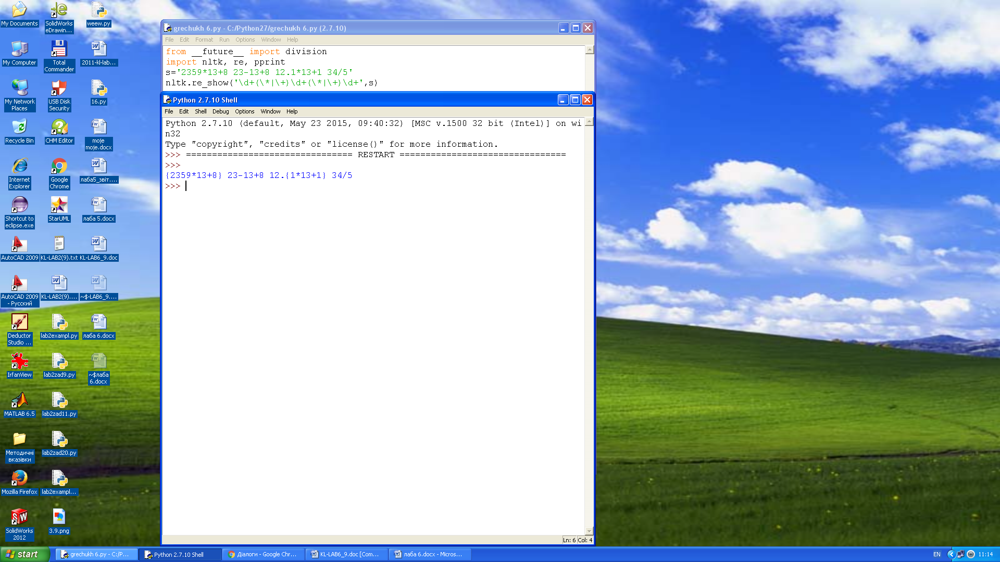 My Documents
SolidWorks
eDrawin...
weew.py
My Computer
Total
Commander
2011-kl-lab...
My Network
Places
USB Disk
Security
16.py
Recycle Bin
CHM Editor
moje
moje.docx
Internet
Explorer
Google
Chrome
лаба5_звіт....
Shortcut to
eclipse.exe
StarUML
лаба 5.docx
AutoCAD 2009
KL-LAB2(9).txt
KL-LAB6_9.doc
AutoCAD 2009
- Русский
KL-LAB2(9)....
~$-LAB6_9....
Deductor
Studio ...
lab2exampl.py
лаба 6.docx
IrfanView
lab2zad9.py
~$лаба
6.docx
MATLAB 6.5
lab2zad11.py
Методичні
вказівки
lab2zad20.py
Mozilla Firefox
lab2exampl...
SolidWorks
2012
3.9.png
grechukh 6.py - C:/Python27/grechukh 6.py (2.7.10)
File Edit Format Run Options Window Help
from __future__ import division
import nltk, re, pprint
s='2359*13+8 23-13+8 12.1*13+1 34/5'
nltk.re_show('\d+(\*|\+)\d+(\*|\+)\d+',s)
Python 2.7.10 Shell
File Edit Shell Debug Options Window Help
Python 2.7.10 (default, May 23 2015, 09:40:32) [MSC v.1500 32 bit (Intel)] on wi
n32
Type "copyright", "credits" or "license()" for more information.
>>> ================================ RESTART ================================
>>>
{2359*13+8} 23-13+8 12.{1*13+1} 34/5
>>>
Ln: 6 Col: 4
start
grechukh 6.py - C:/P...
Python 2.7.10 Shell
Діалоги - Google Chr...
KL-LAB6_9.doc [Com...
лаба 6.docx - Micros...
EN
11:14